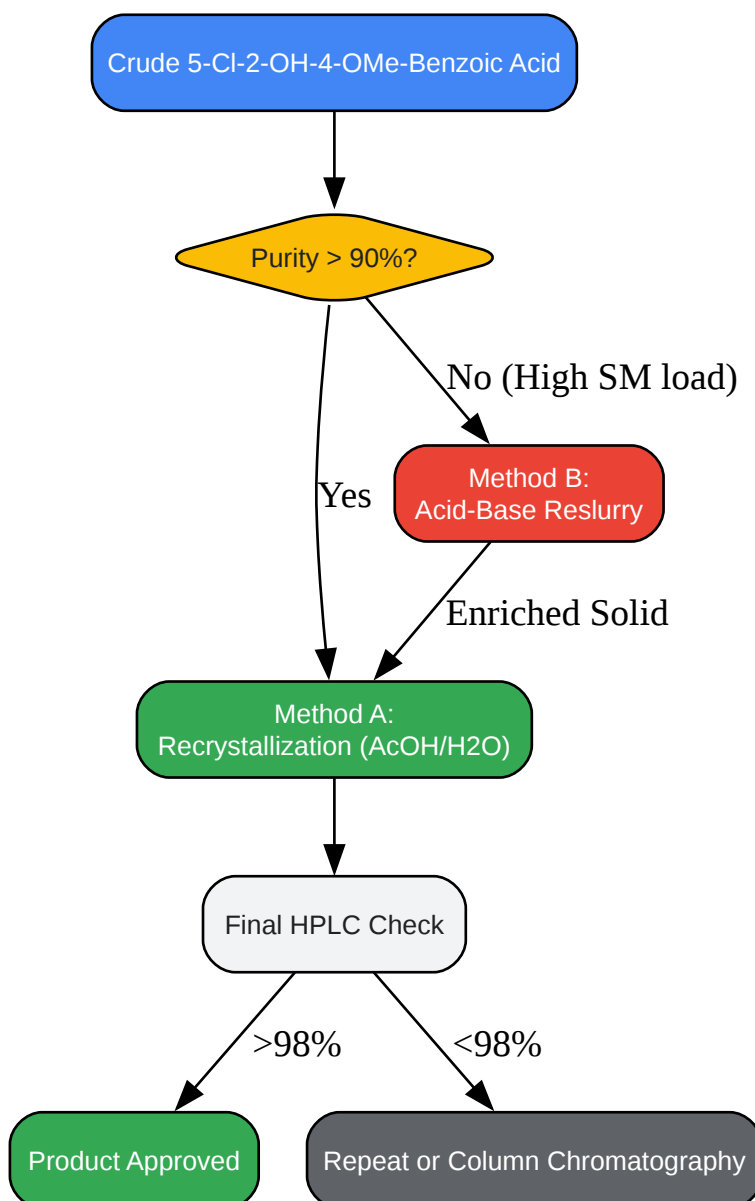 Crude 5-Cl-2-OH-4-OMe-Benzoic Acid
Purity > 90%?
No (High SM load)
Method B:
Acid-Base Reslurry
Yes
Enriched Solid
Method A:
Recrystallization (AcOH/H2O)
Final HPLC Check
>98%
<98%
Product Approved
Repeat or Column Chromatography